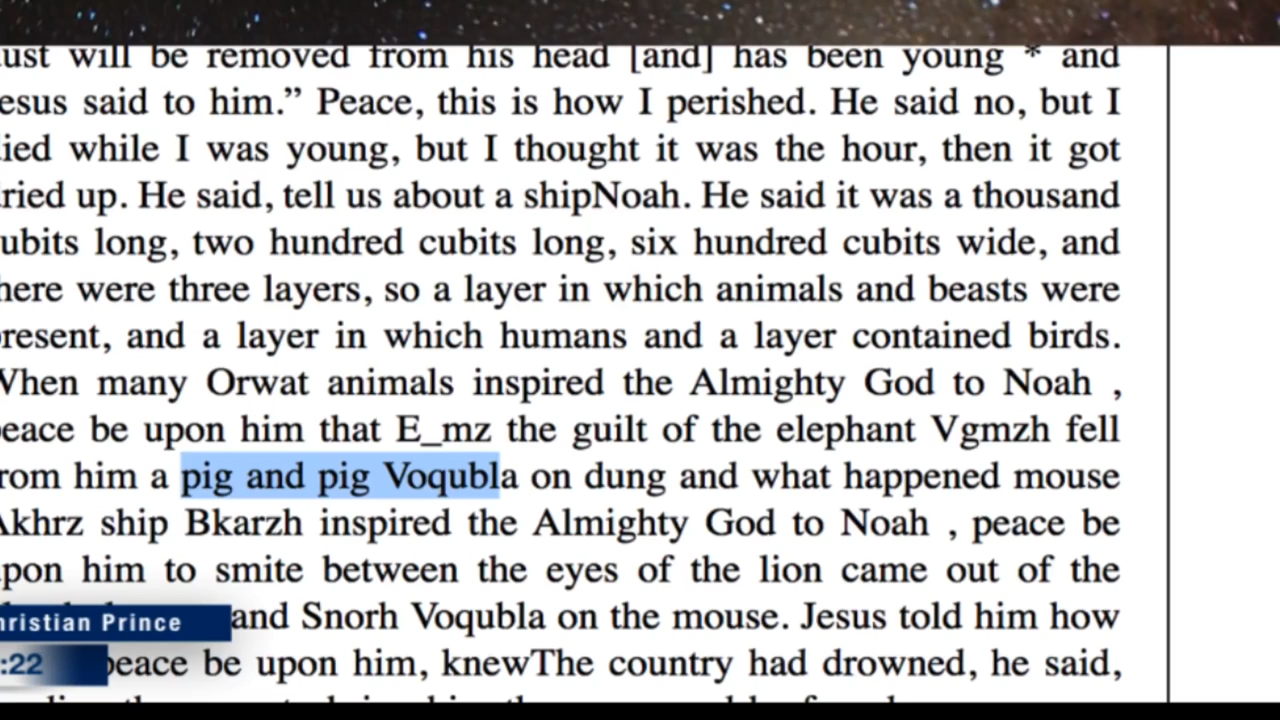 ust will be removed from his head [and] has been young * and
esus said to him.” Peace, this is how I perished. He said no, but I
ied while I was young, but I thought it was the hour, then it got
ried up. He said, tell us about a shipNoah. He said it was a thousand
ubits long, two hundred cubits long, six hundred cubits wide, and
here were three layers, so a layer in which animals and beasts were
resent, and a layer in which humans and a layer contained birds.
When many Orwat animals inspired the Almighty God to Noah ,
eace be upon him that E_mz the guilt of the elephant Vgmzh fell
rom him a pig and pig Voqubla on dung and what happened mouse
Akhrz ship Bkarzh inspired the Almighty God to Noah , peace be
pon him to smite between the eyes of the lion came out of the
and Snorh Voqubla on the mouse. Jesus told him how
hristian Prince
peace be upon him, knewThe country had drowned, he said,
:22